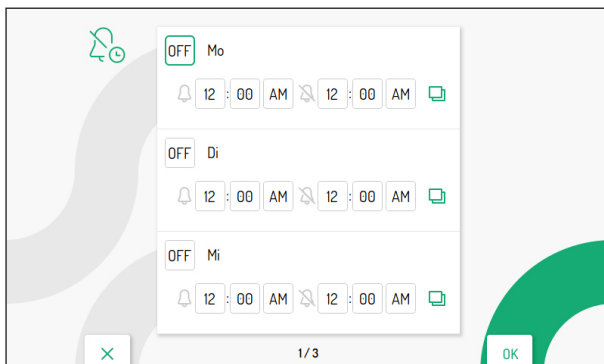 OFF Mo
12 : 00 AM 12 : 00 AM
OFF Di
12 : 00 AM 12 : 00 AM
OFF Mi
12 : 00 AM 12 : 00 AM
1/3
OK